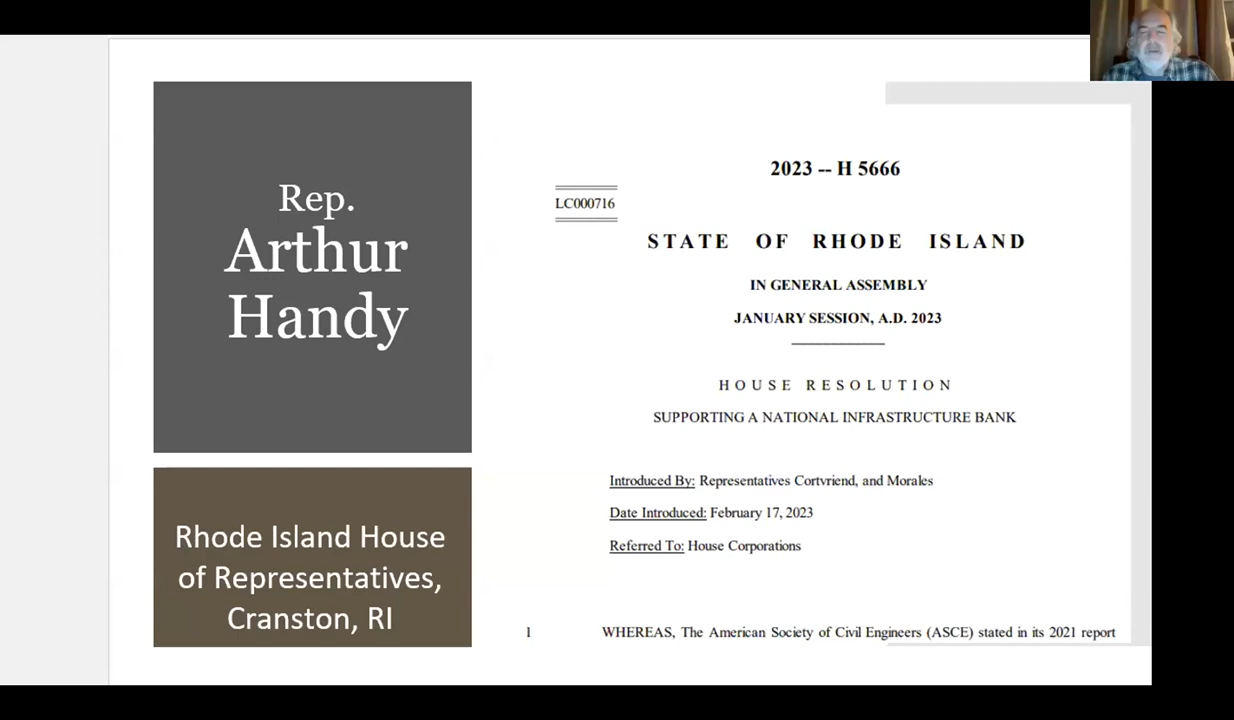 Rep.
Arthur
Handy
Rhode Island House
of Representatives,
Cranston, RI
2023 -- H 5666
LC000716
STATE OF RHODE ISLAND
IN GENERAL ASSEMBLY
JANUARY SESSION, A.D. 2023
HOUSE RESOLUTION
SUPPORTING A NATIONAL INFRASTRUCTURE BANK
Introduced By: Representatives Cortvriend, and Morales
Date Introduced: February 17, 2023
Referred To: House Corporations
1 WHEREAS, The American Society of Civil Engineers (ASCE) stated in its 2021 report